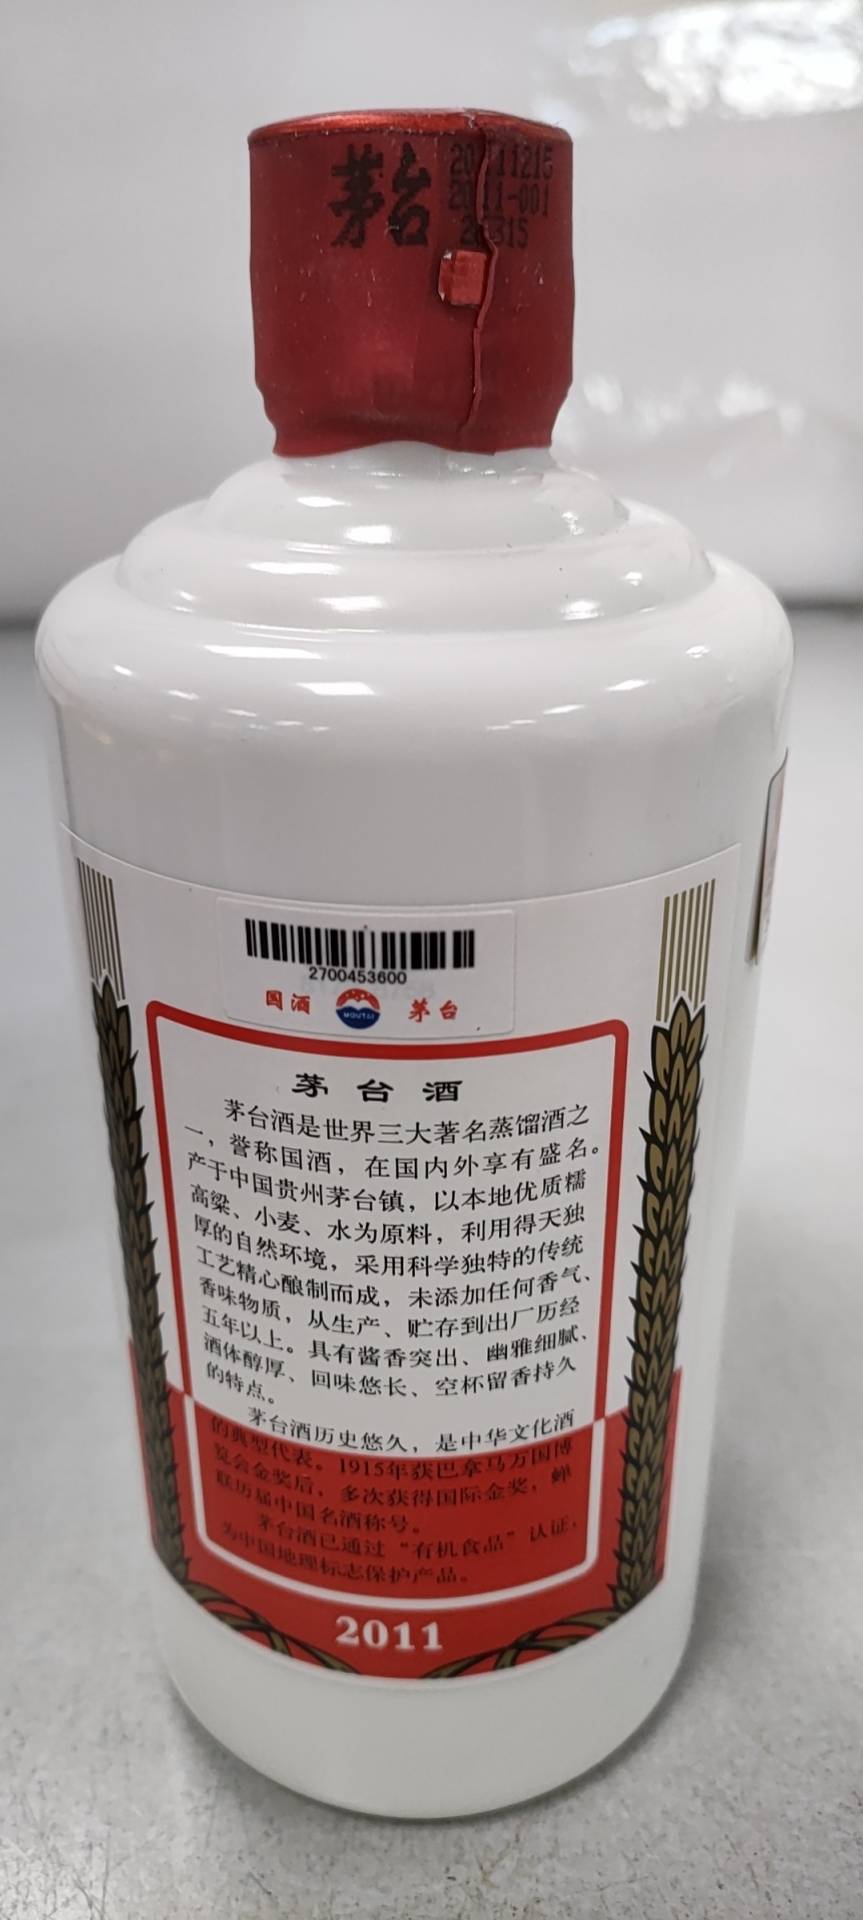 茅台
20111215
2011-001
2700453600
国酒 MOUTAI 茅台
茅台酒
茅台酒是世界三大著名蒸馏酒之
一，誉称国酒，在国内外享有盛名。
产于中国贵州茅台镇，以本地优质糯
高粱、小麦、水为原料，利用得天独
厚的自然环境，采用科学独特的传统
工艺精心酿制而成，未添加任何香气、
香味物质，从生产、贮存到出厂历经
五年以上。具有酱香突出、幽雅细腻、
酒体醇厚、回味悠长、空杯留香持久
的特点。
茅台酒历史悠久，是中华文化酒
的典型代表。1915年获巴拿马万国博
览会金奖后，多次获得国际金奖，蝉
联历届中国名酒称号。
茅台酒已通过“有机食品”认证，
为中国地理标志保护产品。
2011